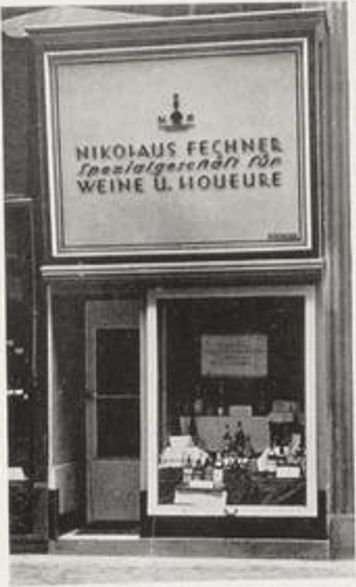 NIKOLAUS FECHNER
Spezialgeschäft für
WEINE U. LIQUEURE